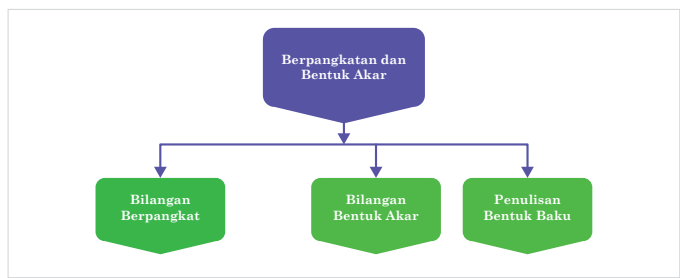 Berpangkatan dan
Bentuk Akar
Bilangan
Berpangkat
Bilangan
Bentuk Akar
Penulisan
Bentuk Baku